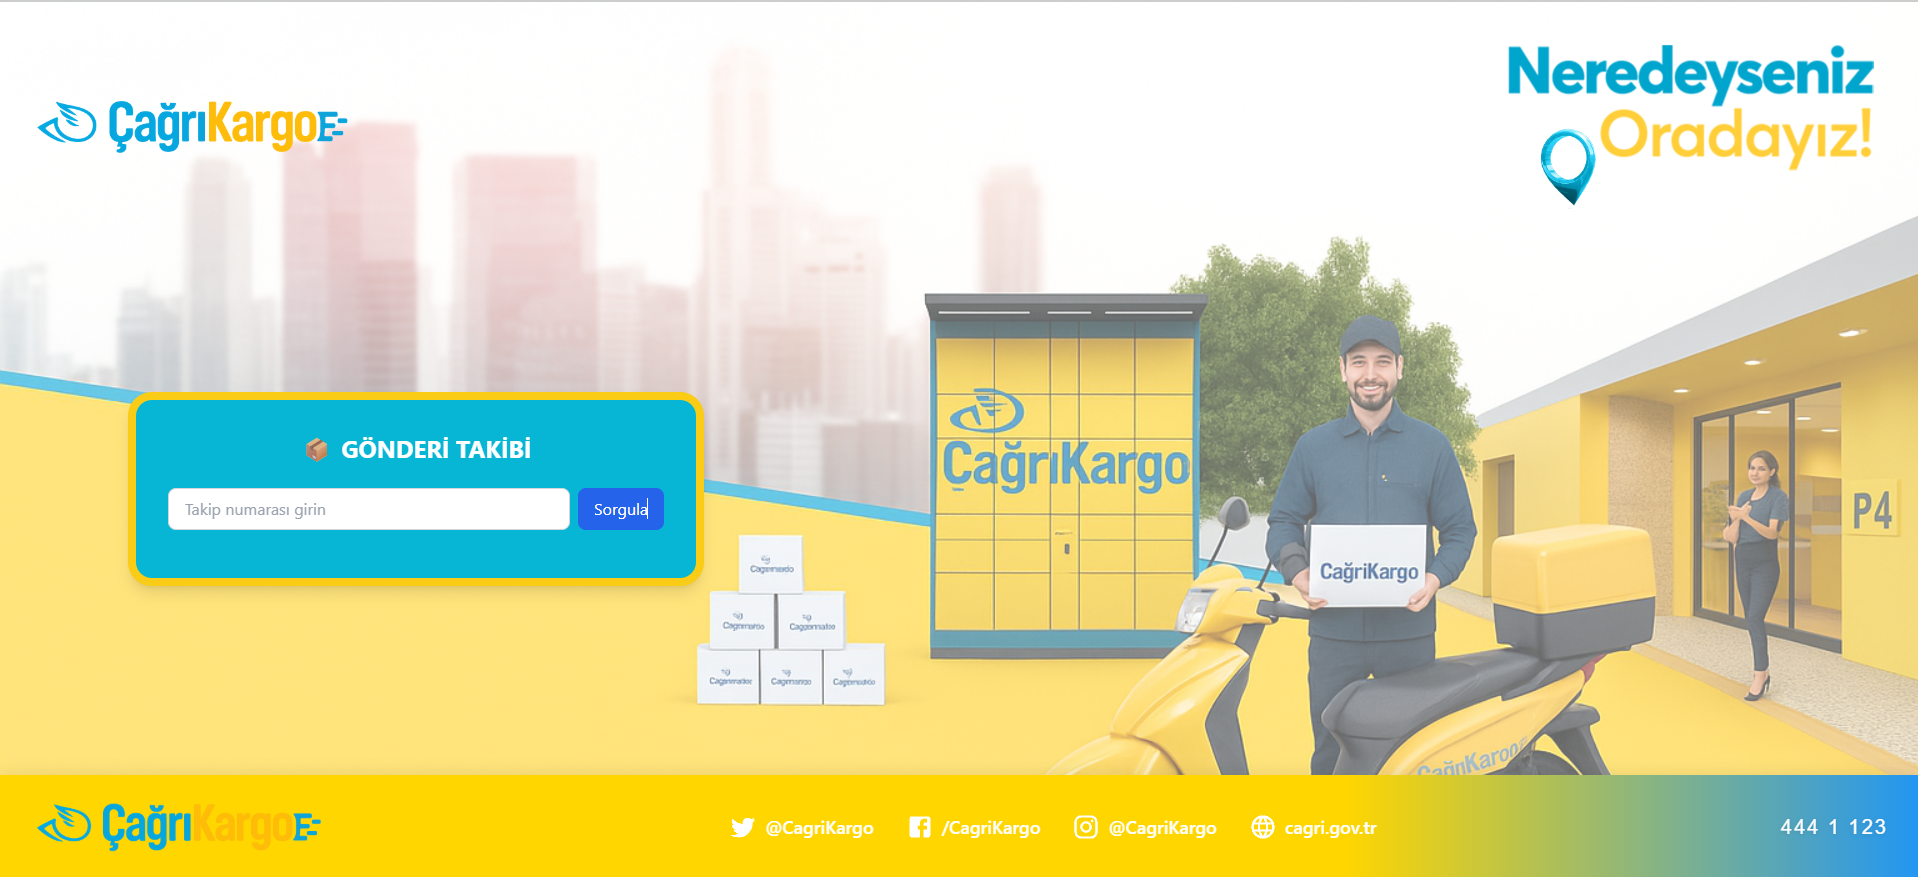 Neredeyseniz
Oradayız!
ÇağrıKargo
GÖNDERİ TAKİBİ
Takip numarası girin
Sorgula
ÇağrıKargo
ÇağrıKargo
P4
ÇağrıKargo
@CagriKargo
/CagriKargo
@CagriKargo
cagri.gov.tr
444 1 123